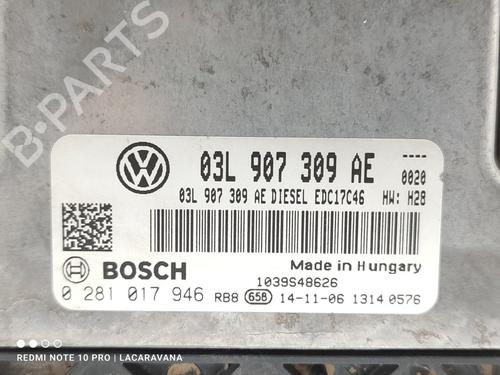 B-PARTS
VW
03L 907 309 AE
----
0020
03L 907 309 AE DIESEL EDC17C46 HW: H28
BOSCH
Made in Hungary
1039S48626
0 281 017 946 RB8 658 14-11-06 1314 0576
REDMI NOTE 10 PRO | LACARAVANA